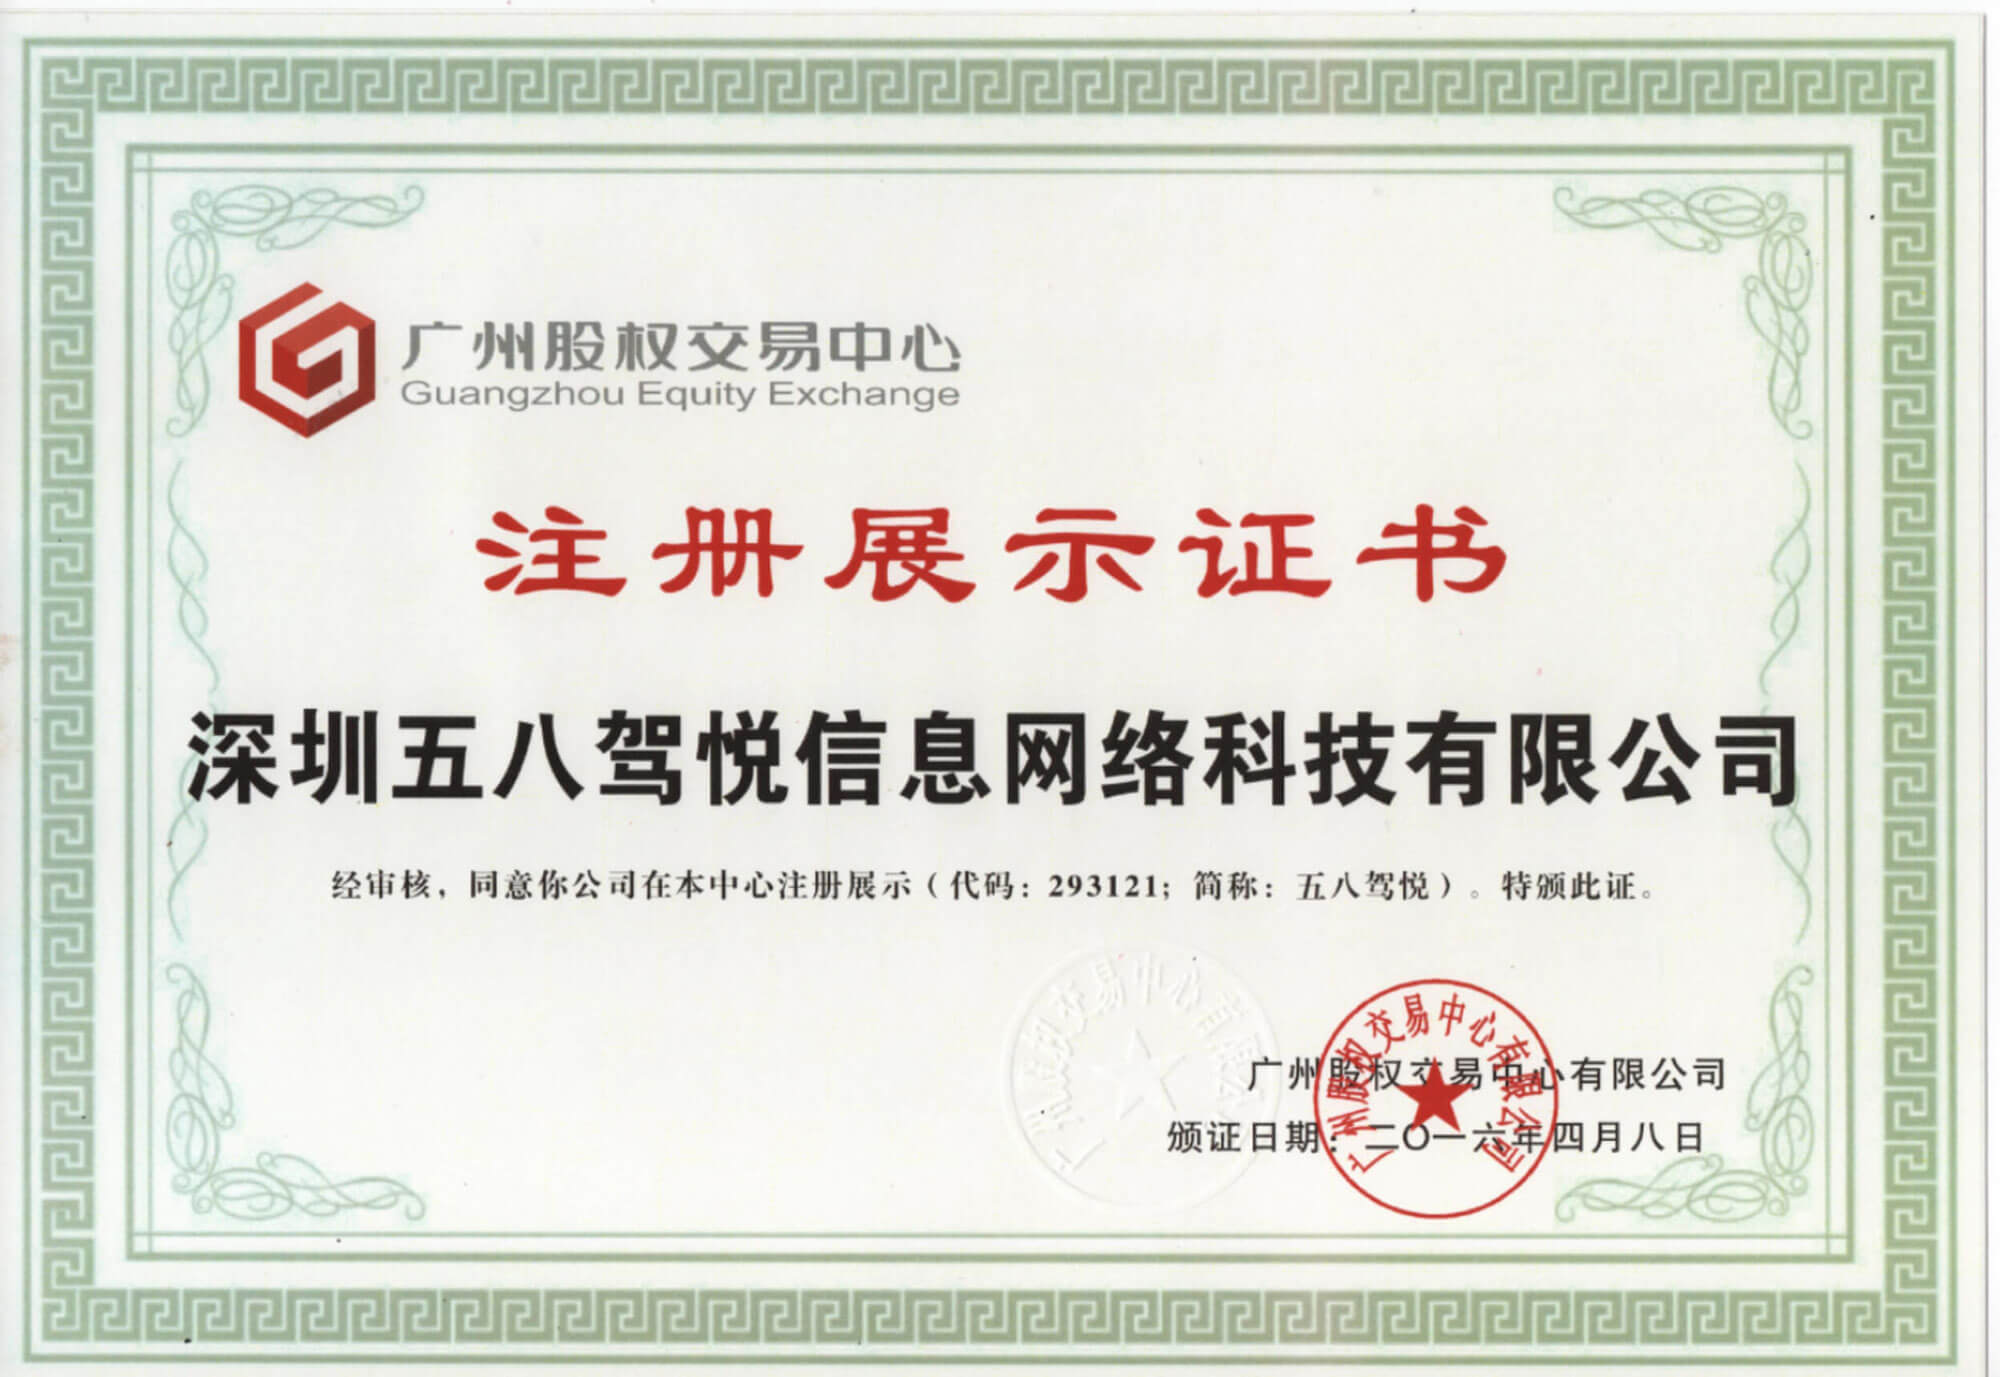 广州股权交易中心
Guangzhou Equity Exchange
注册展示证书
深圳五八驾悦信息网络科技有限公司
经审核，同意你公司在本中心注册展示（代码：293121；简称：五八驾悦）。特颁此证。
广州股权交易中心有限公司
广州股权交易中心有限公司
广州股权交易中心有限公司
颁证日期：二〇一六年四月八日